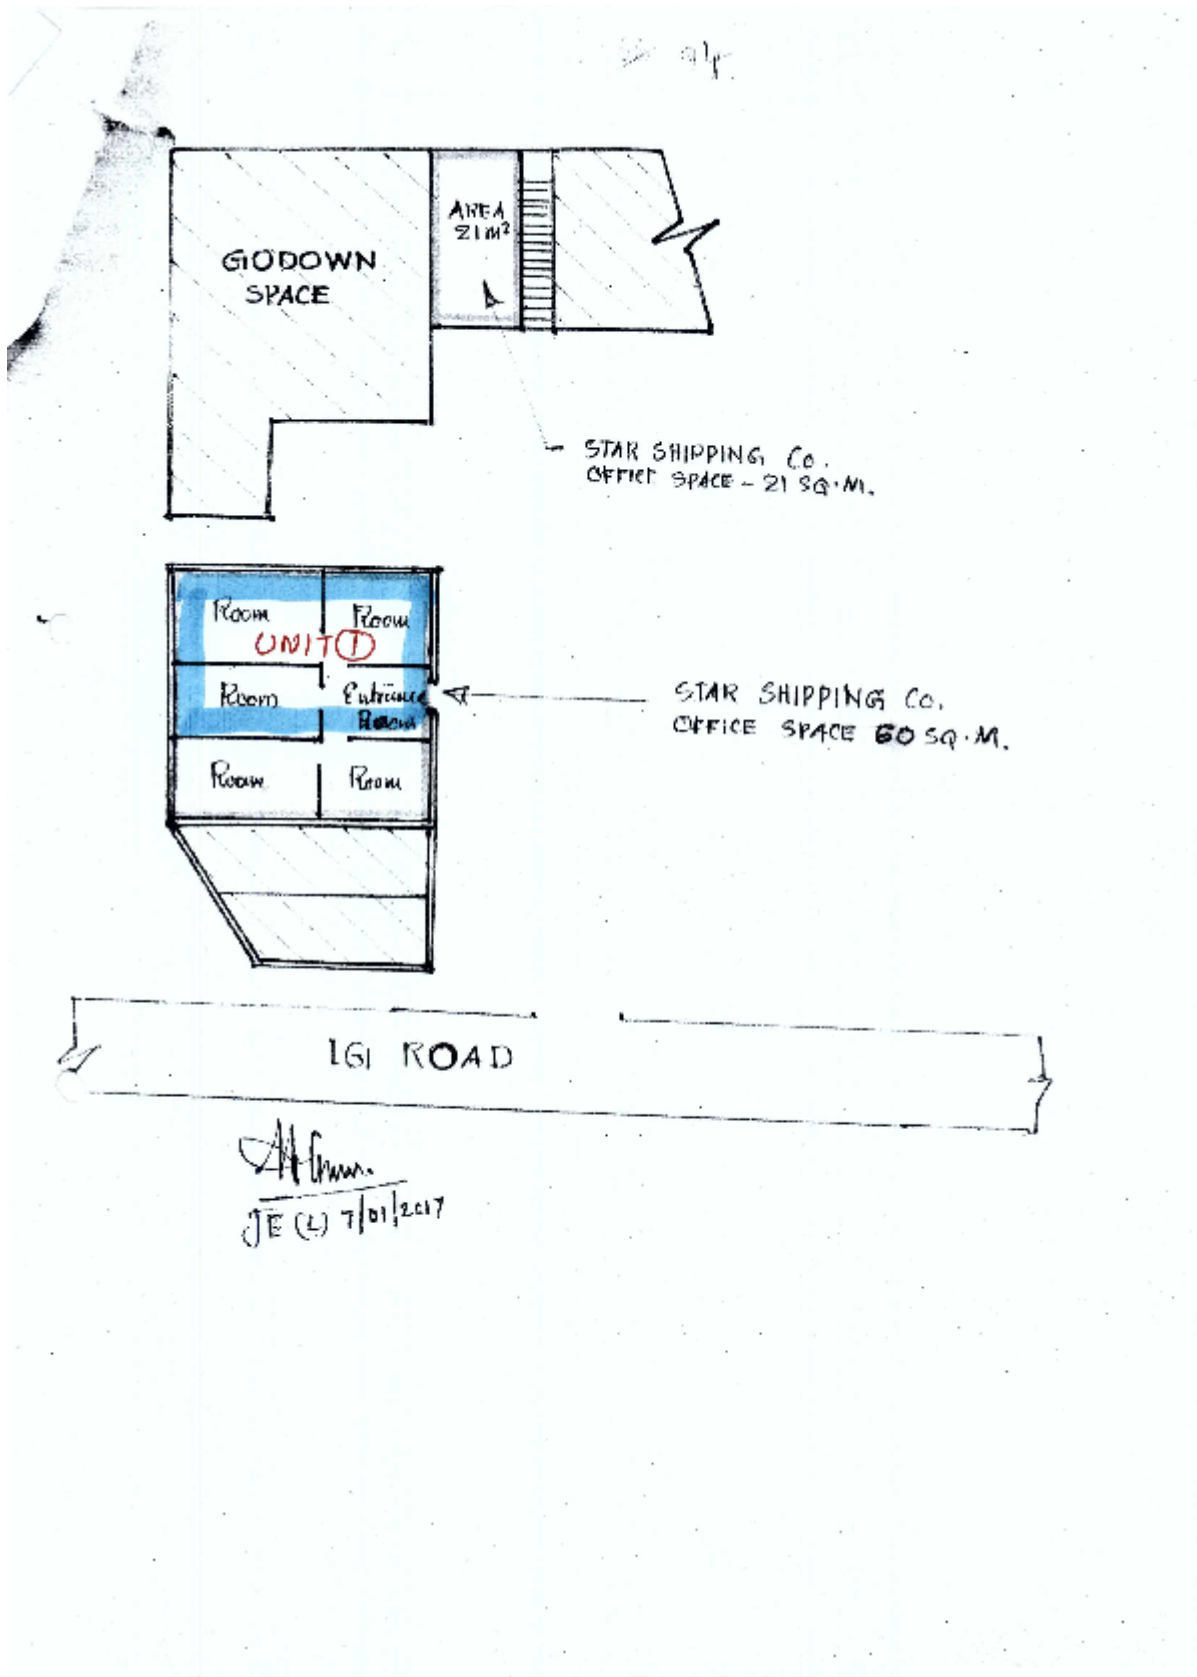 GODOWN
SPACE
AREA
21 M²
STAR SHIPPING Co.
OFFICE SPACE - 21 SQ.M.
Room
Room
UNIT 1
Room
Entrance
Room
STAR SHIPPING Co.
OFFICE SPACE 60 SQ.M.
Room
Room
IGI ROAD
JE (L) 7/01/2017